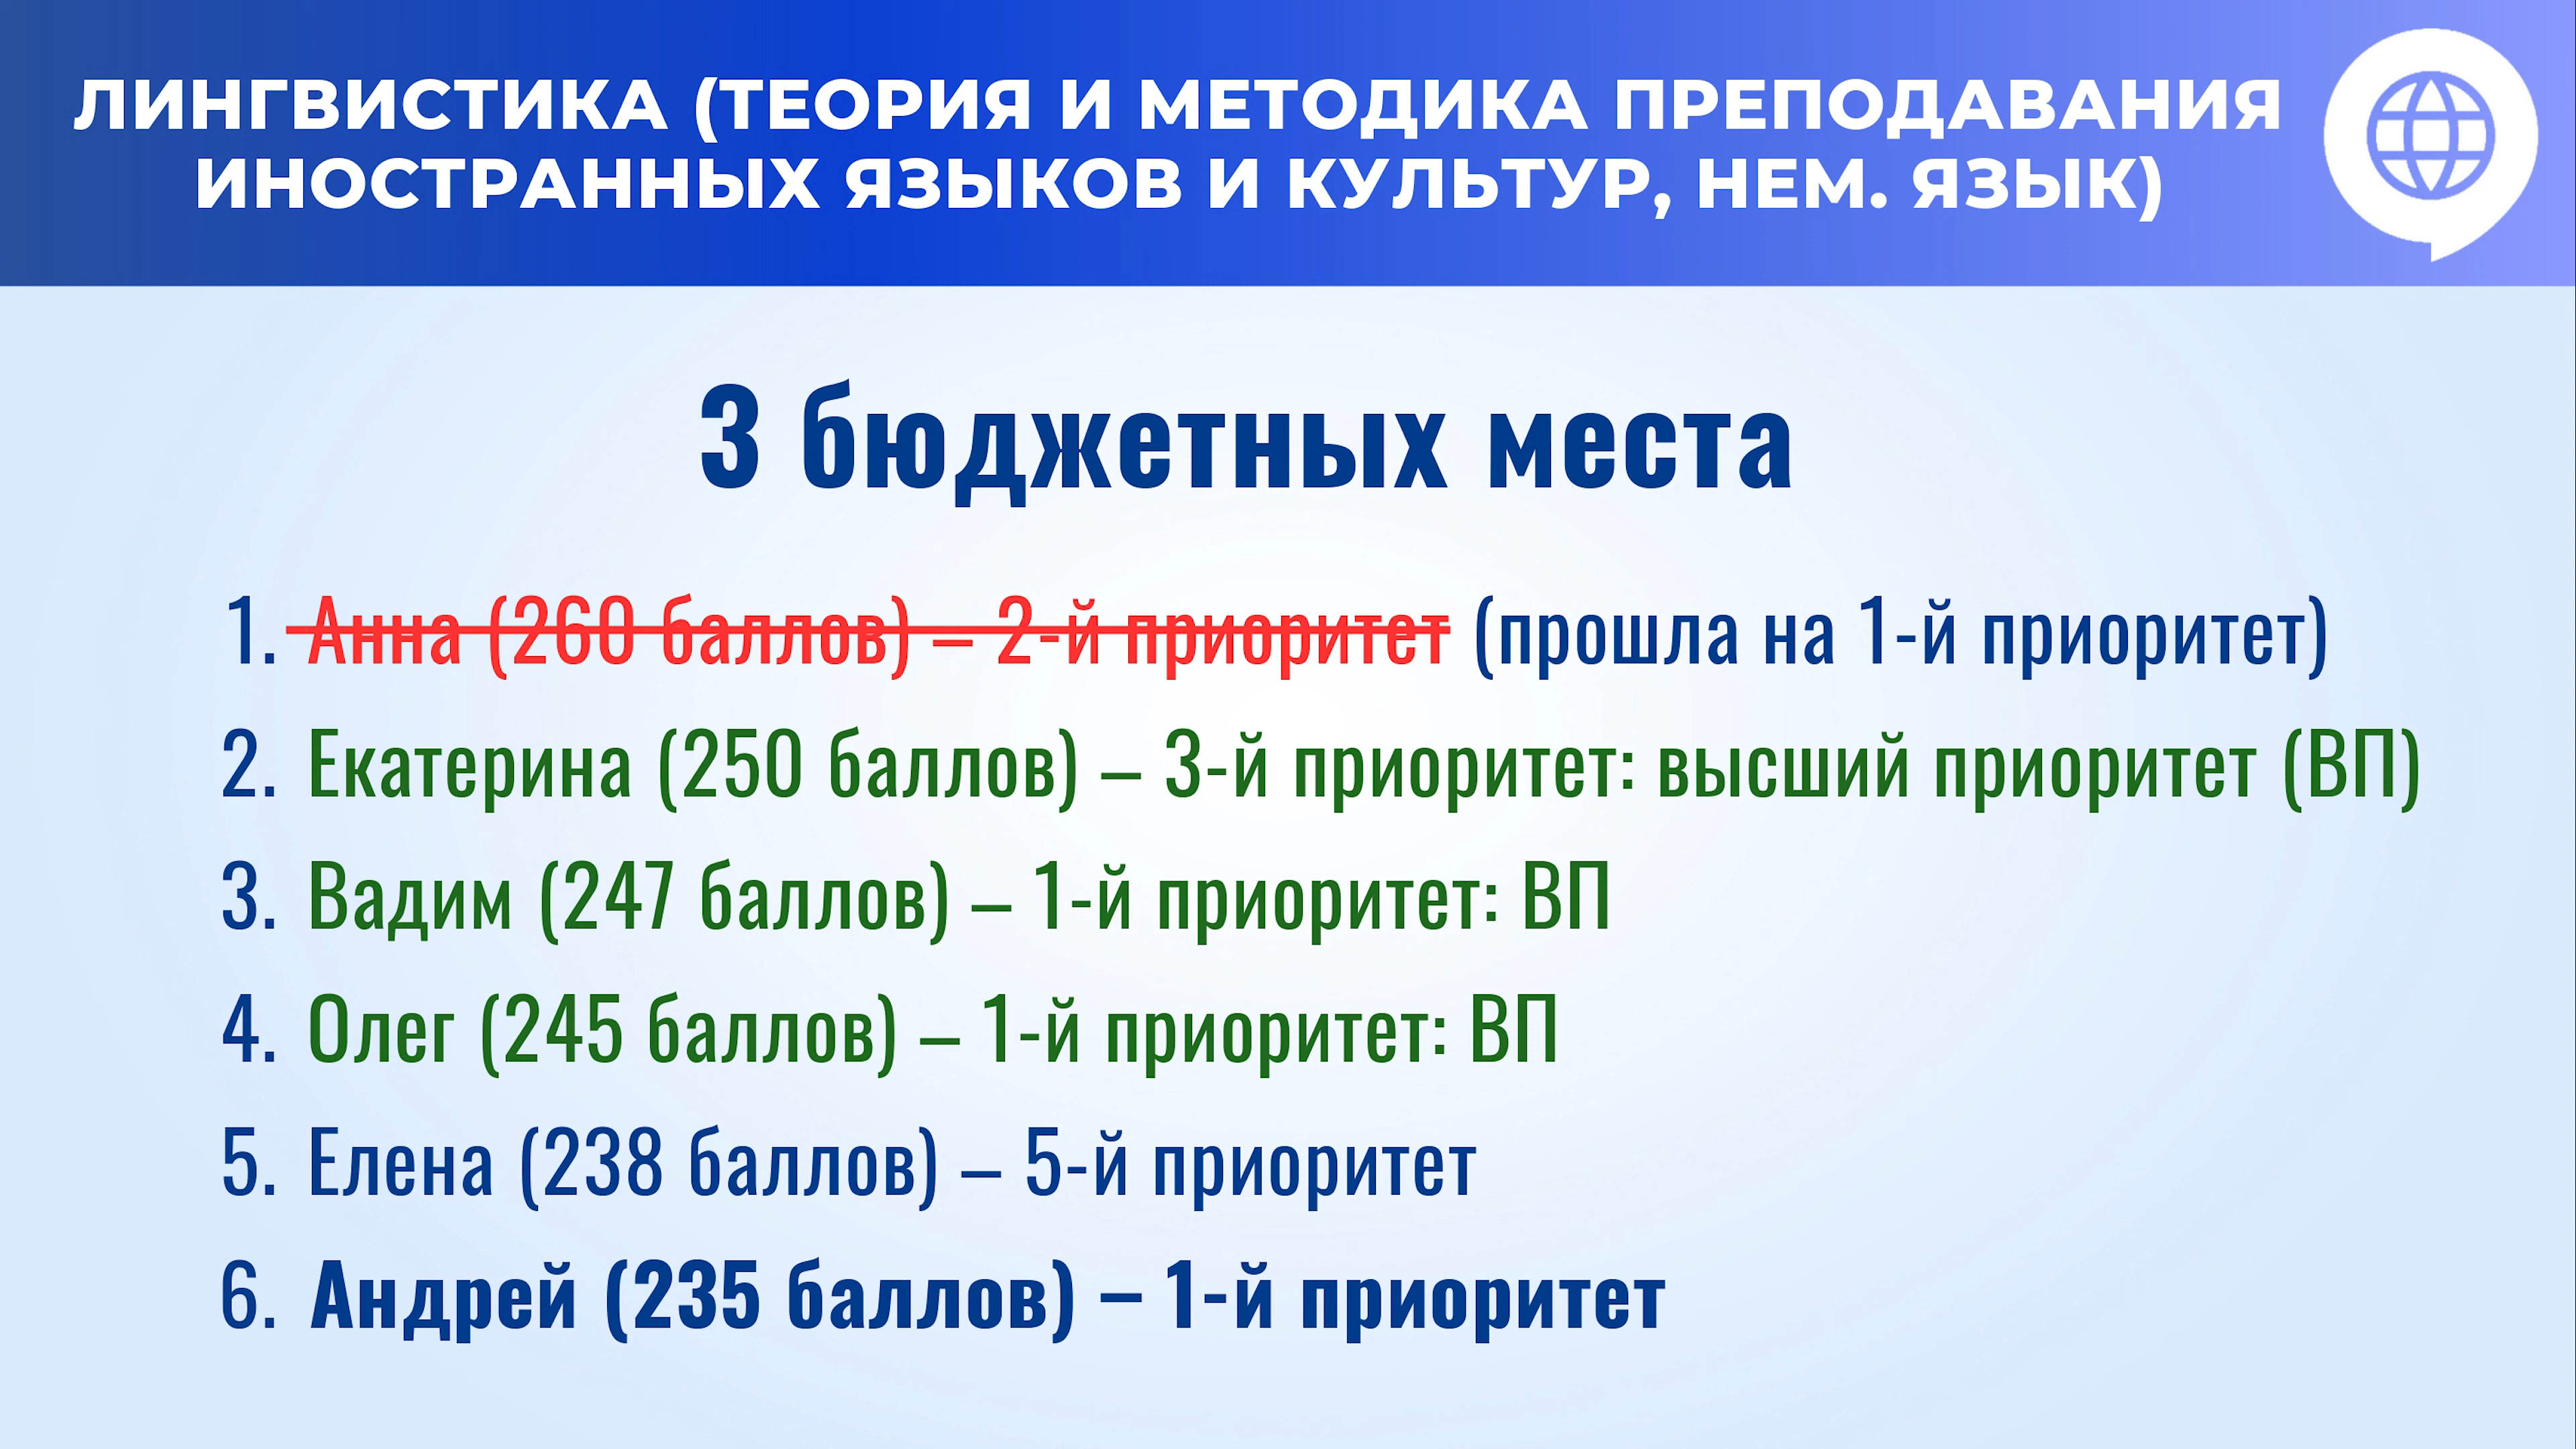 ЛИНГВИСТИКА (ТЕОРИЯ И МЕТОДИКА ПРЕПОДАВАНИЯ
ИНОСТРАННЫХ ЯЗЫКОВ И КУЛЬТУР, НЕМ. ЯЗЫК)
3 бюджетных места
1. Анна (260 баллов) – 2-й приоритет (прошла на 1-й приоритет)
2. Екатерина (250 баллов) – 3-й приоритет: высший приоритет (ВП)
3. Вадим (247 баллов) – 1-й приоритет: ВП
4. Олег (245 баллов) – 1-й приоритет: ВП
5. Елена (238 баллов) – 5-й приоритет
6. Андрей (235 баллов) – 1-й приоритет